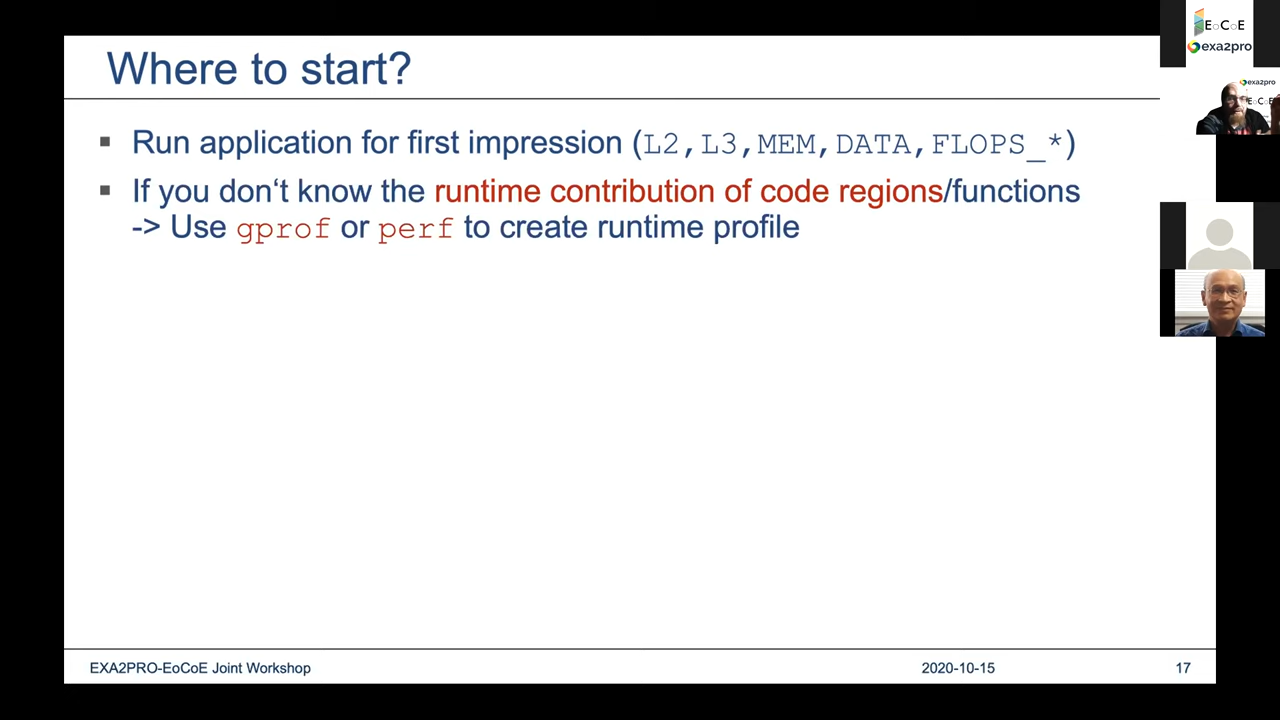 Where to start?
Run application for first impression (L2,L3,MEM,DATA,FLOPS_*)
If you don‘t know the runtime contribution of code regions/functions
-> Use gprof or perf to create runtime profile
EXA2PRO-EoCoE Joint Workshop
2020-10-15
17
EoCoE
exa2pro
exa2pro
EoCoE